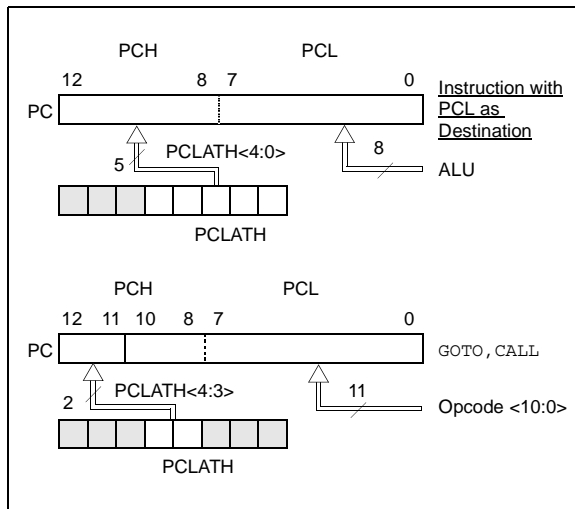 PCH PCL
12 8 7 0
Instruction with
PCL as
Destination
PC
5 PCLATH<4:0> 8
ALU
PCLATH
PCH PCL
12 11 10 8 7 0
PC GOTO,CALL
2 PCLATH<4:3> 11
Opcode <10:0>
PCLATH